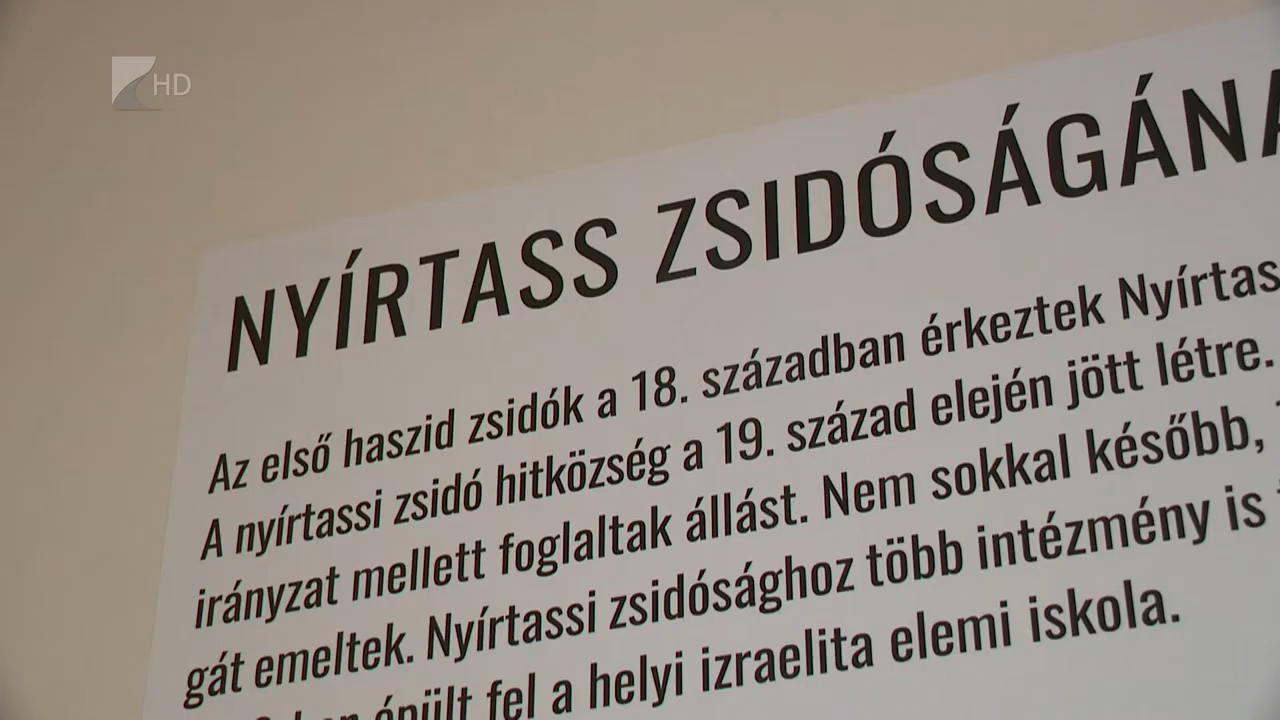 HD
NYÍRTASS ZSIDÓSÁGÁNA
Az első haszid zsidók a 18. században érkeztek Nyírtas
A nyírtassi zsidó hitközség a 19. század elején jött létre.
irányzat mellett foglaltak állást. Nem sokkal később,
gát emeltek. Nyírtassi zsidósághoz több intézmény is
épült fel a helyi izraelita elemi iskola.